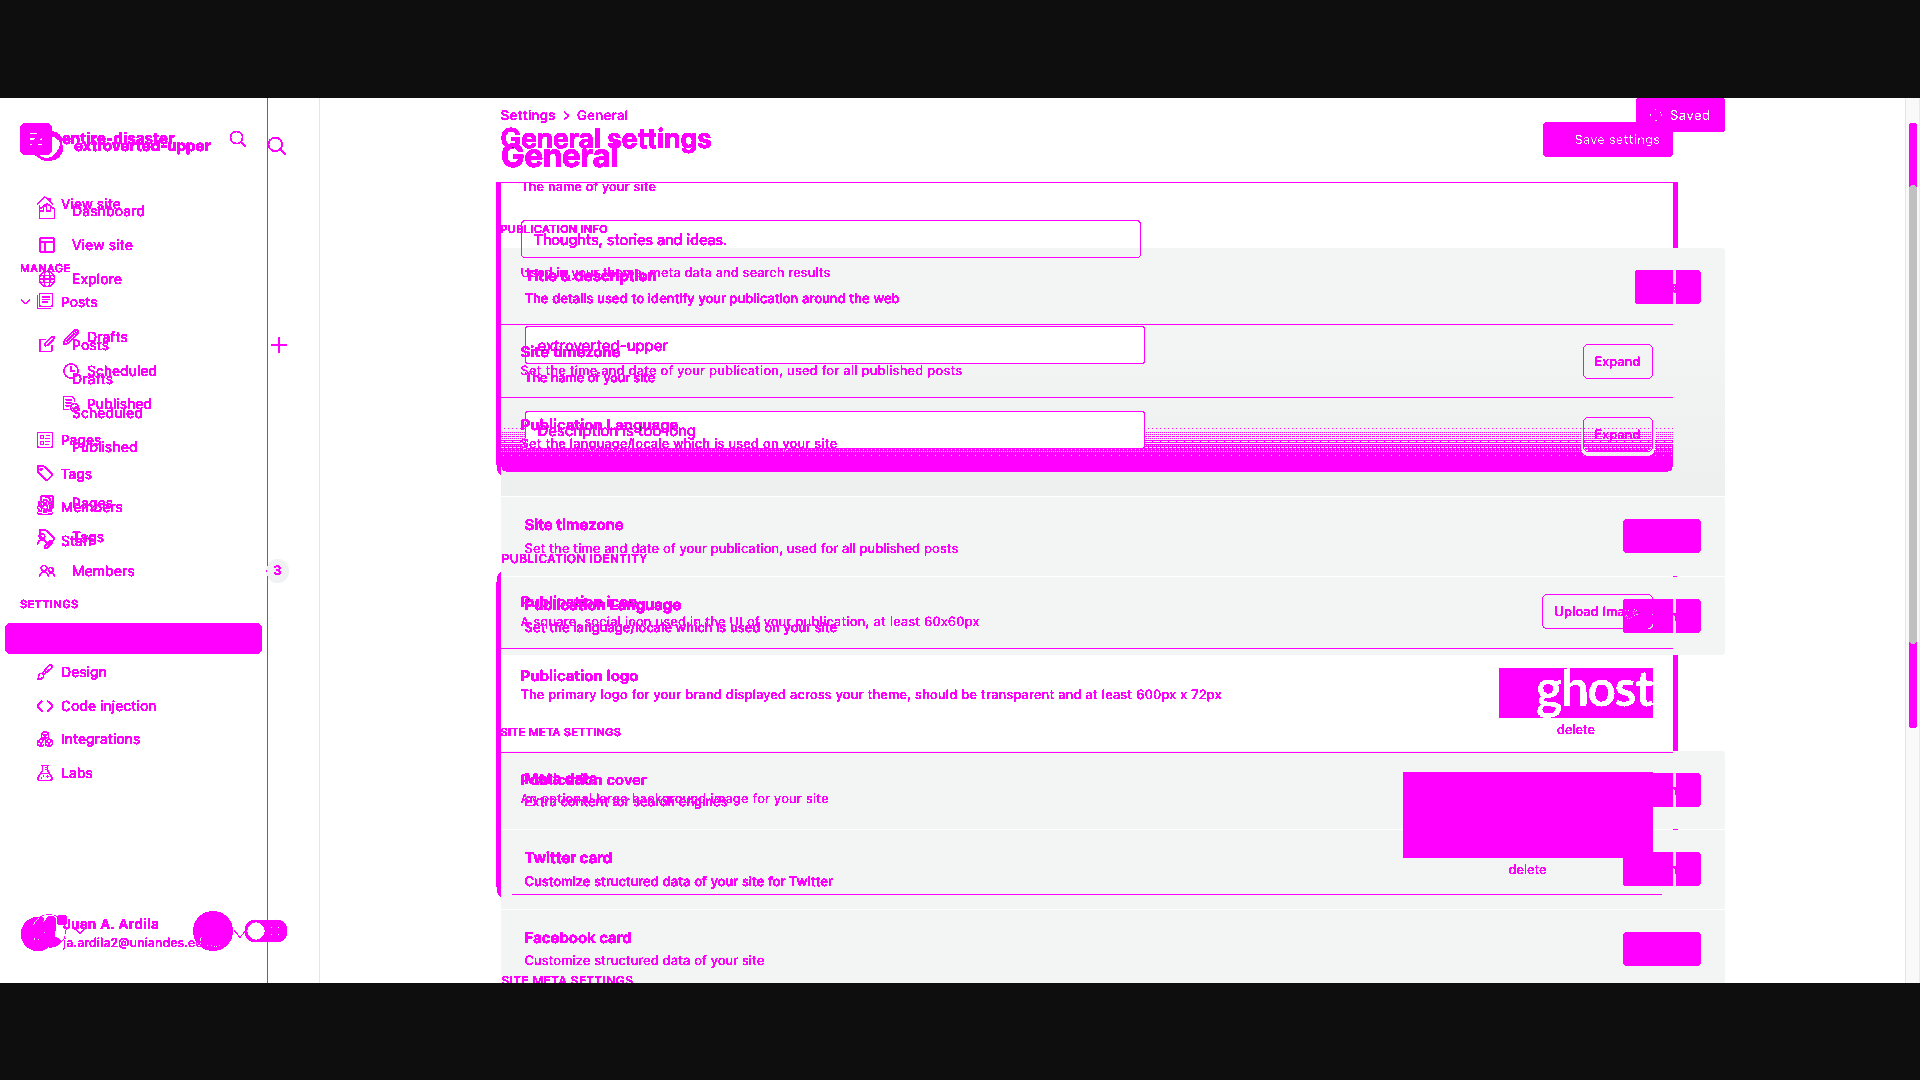 entire-disaster
extroverted-upper
View site
Dashboard
View site
MANAGE
Explore
Posts
Drafts
Posts
Scheduled
Drafts
Published
Scheduled
Pages
Published
Tags
Pages
Members
Tags
Staff
Members
3
SETTINGS
Design
Code injection
Integrations
Labs
Juan A. Ardila
Settings > General
General settings
General
Saved
Save settings
The name of your site
PUBLICATION INFO
Thoughts, stories and ideas.
Used in your theme, meta data and search results
Title & description
The details used to identify your publication around the web
extroverted-upper
Site timezone
Set the time and date of your publication, used for all published posts
Expand
The name of your site
Publication Language
Description is too long
Set the language/locale which is used on your site
Expand
Site timezone
Set the time and date of your publication, used for all published posts
PUBLICATION IDENTITY
Publication icon
Publication Language
A square, social icon used in the UI of your publication, at least 60x60px
Upload Image
Set the language/locale which is used on your site
Publication logo
The primary logo for your brand displayed across your theme, should be transparent and at least 600px x 72px
ghost
delete
SITE META SETTINGS
Meta data
Publication cover
An optional large background image for your site
Extra content for search engines
Twitter card
Customize structured data of your site for Twitter
delete
Facebook card
Customize structured data of your site
SITE META SETTINGS